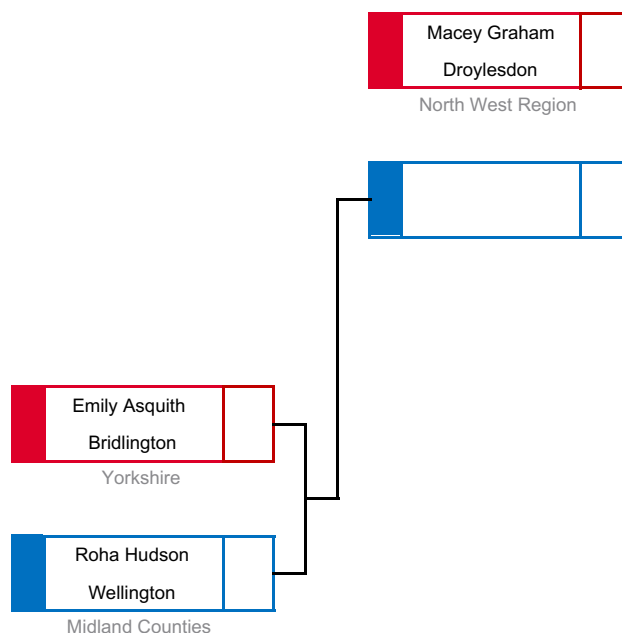 Macey Graham
Droylesdon
North West Region
Emily Asquith
Bridlington
Yorkshire
Roha Hudson
Wellington
Midland Counties